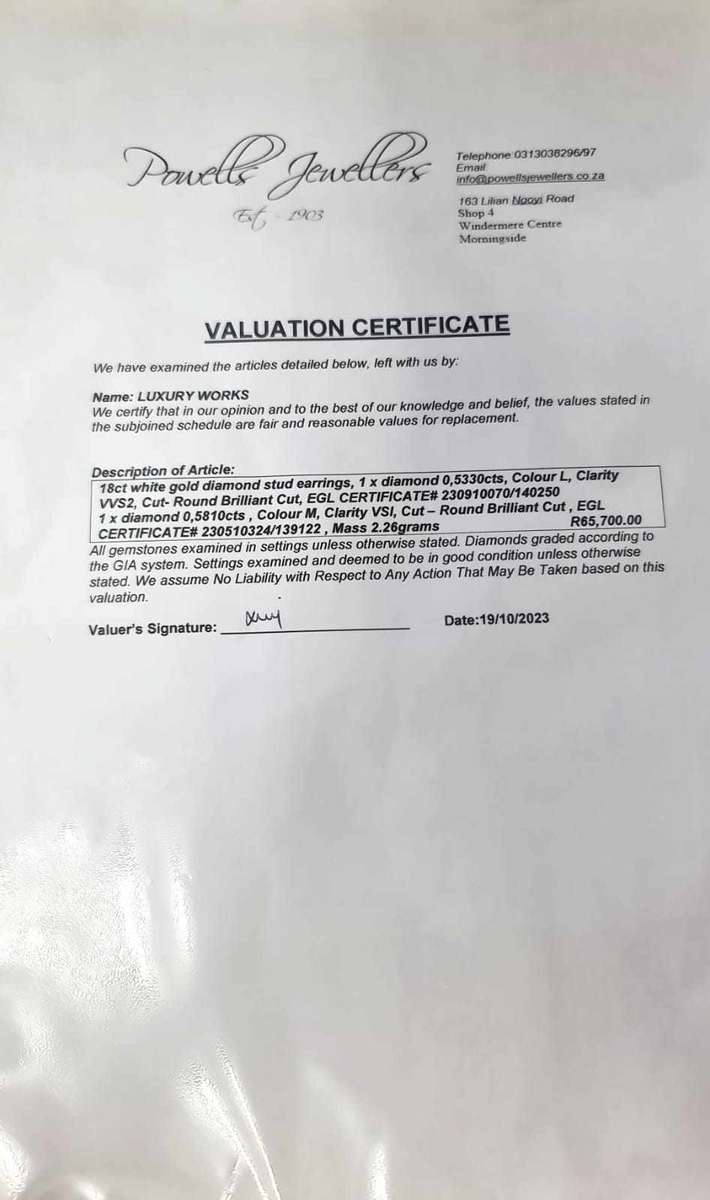 Powells Jewellers
Est - 1903
Telephone:0313038296/97
Email
info@powellsjewellers.co.za
163 Lilian Ngoyi Road
Shop 4
Windermere Centre
Morningside
VALUATION CERTIFICATE
We have examined the articles detailed below, left with us by:
Name: LUXURY WORKS
We certify that in our opinion and to the best of our knowledge and belief, the values stated in
the subjoined schedule are fair and reasonable values for replacement.
Description of Article:
18ct white gold diamond stud earrings, 1 x diamond 0,5330cts, Colour L, Clarity
VVS2, Cut- Round Brilliant Cut, EGL CERTIFICATE# 230910070/140250
1 x diamond 0,5810cts , Colour M, Clarity VSI, Cut – Round Brilliant Cut , EGL
CERTIFICATE# 230510324/139122 , Mass 2.26grams R65,700.00
All gemstones examined in settings unless otherwise stated. Diamonds graded according to
the GIA system. Settings examined and deemed to be in good condition unless otherwise
stated. We assume No Liability with Respect to Any Action That May Be Taken based on this
valuation.
Valuer's Signature: Date:19/10/2023